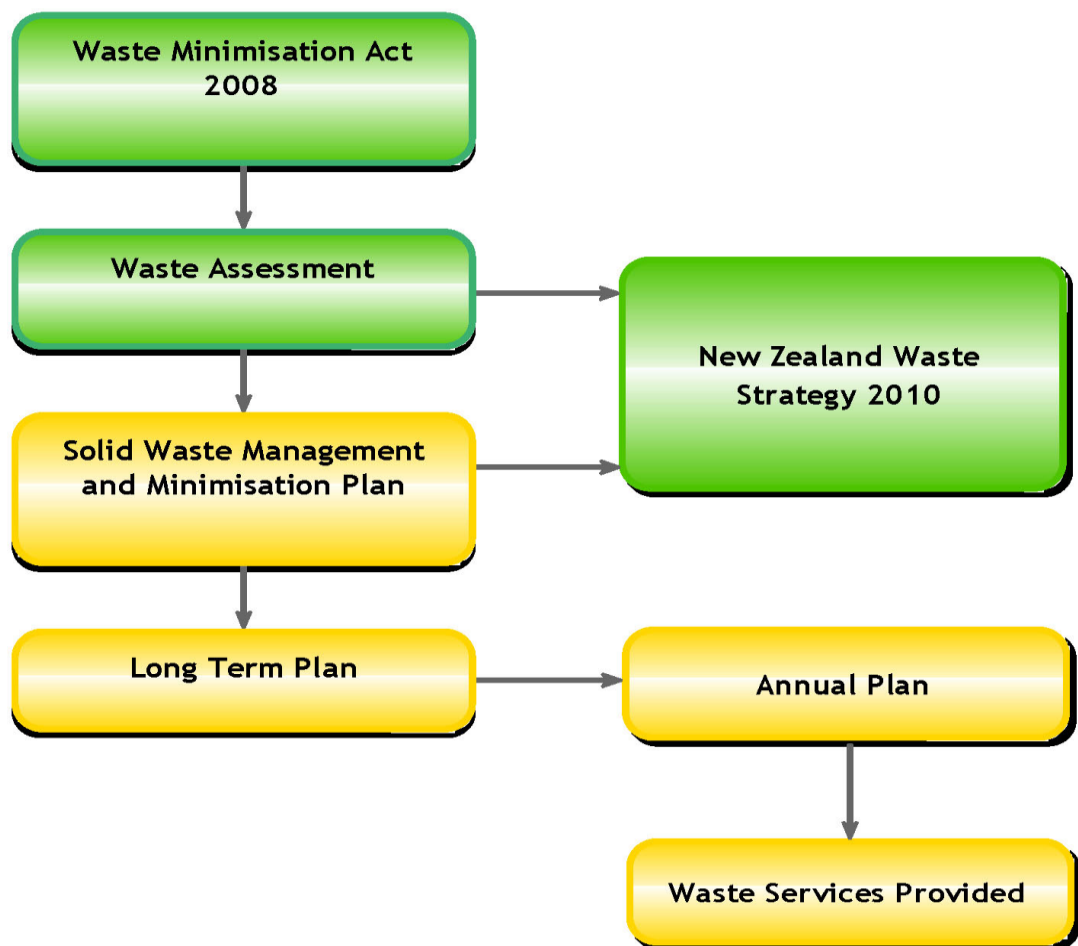 Waste Minimisation Act
2008
Waste Assessment
New Zealand Waste
Strategy 2010
Solid Waste Management
and Minimisation Plan
Long Term Plan
Annual Plan
Waste Services Provided